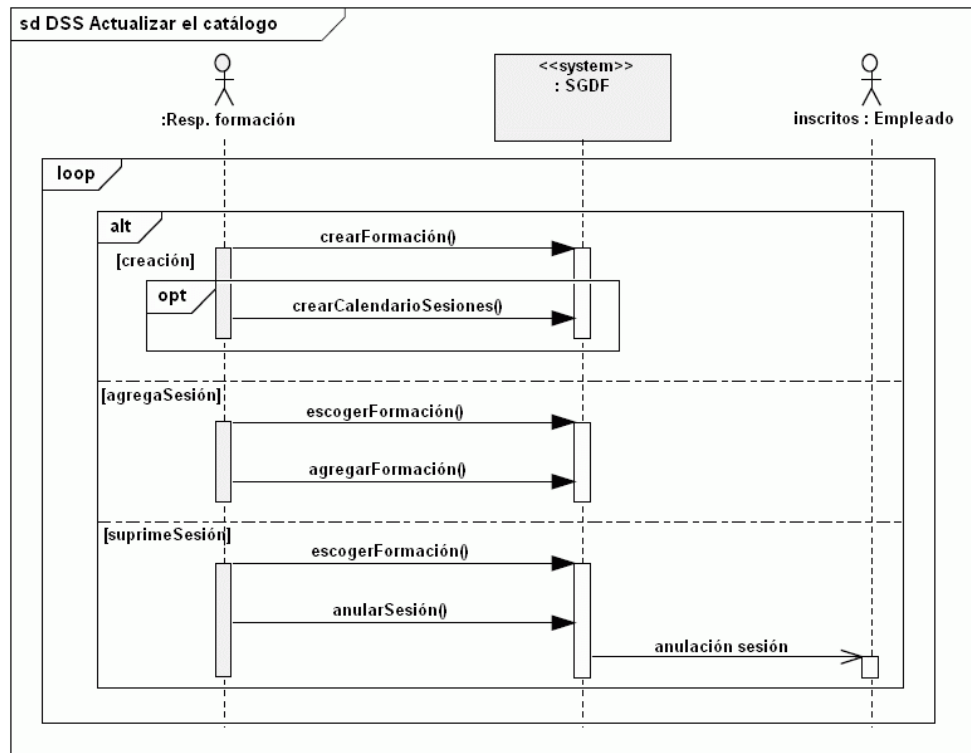 sd DSS Actualizar el catálogo
<<system>>
: SGDF
:Resp. formación
inscritos : Empleado
loop
alt
crearFormación()
[creación]
opt
crearCalendarioSesiones()
[agregaSesión]
escogerFormación()
agregarFormación()
[suprimeSesión]
escogerFormación()
anularSesión()
anulación sesión